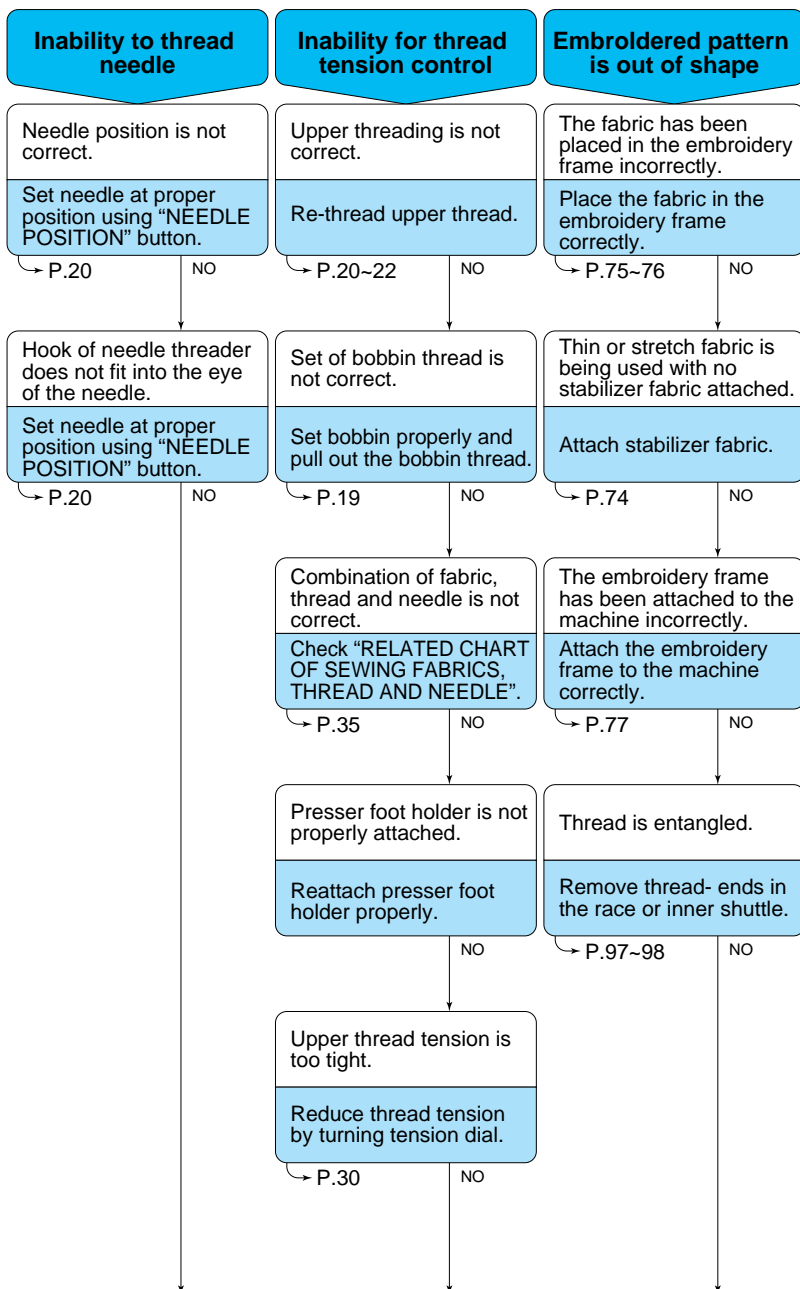 Inability to thread
needle
Needle position is not
correct.
Set needle at proper
position using “NEEDLE
POSITION” button.
P.20
NO
Hook of needle threader
does not fit into the eye
of the needle.
Set needle at proper
position using “NEEDLE
POSITION” button.
P.20
NO
Inability for thread
tension control
Upper threading is not
correct.
Re-thread upper thread.
P.20~22
NO
Set of bobbin thread is
not correct.
Set bobbin properly and
pull out the bobbin thread.
P.19
NO
Combination of fabric,
thread and needle is not
correct.
Check “RELATED CHART
OF SEWING FABRICS,
THREAD AND NEEDLE”.
P.35
NO
Presser foot holder is not
properly attached.
Reattach presser foot
holder properly.
NO
Upper thread tension is
too tight.
Reduce thread tension
by turning tension dial.
P.30
NO
Embroldered pattern
is out of shape
The fabric has been
placed in the embroidery
frame incorrectly.
Place the fabric in the
embroidery frame
correctly.
P.75~76
NO
Thin or stretch fabric is
being used with no
stabilizer fabric attached.
Attach stabilizer fabric.
P.74
NO
The embroidery frame
has been attached to the
machine incorrectly.
Attach the embroidery
frame to the machine
correctly.
P.77
NO
Thread is entangled.
Remove thread- ends in
the race or inner shuttle.
P.97~98
NO